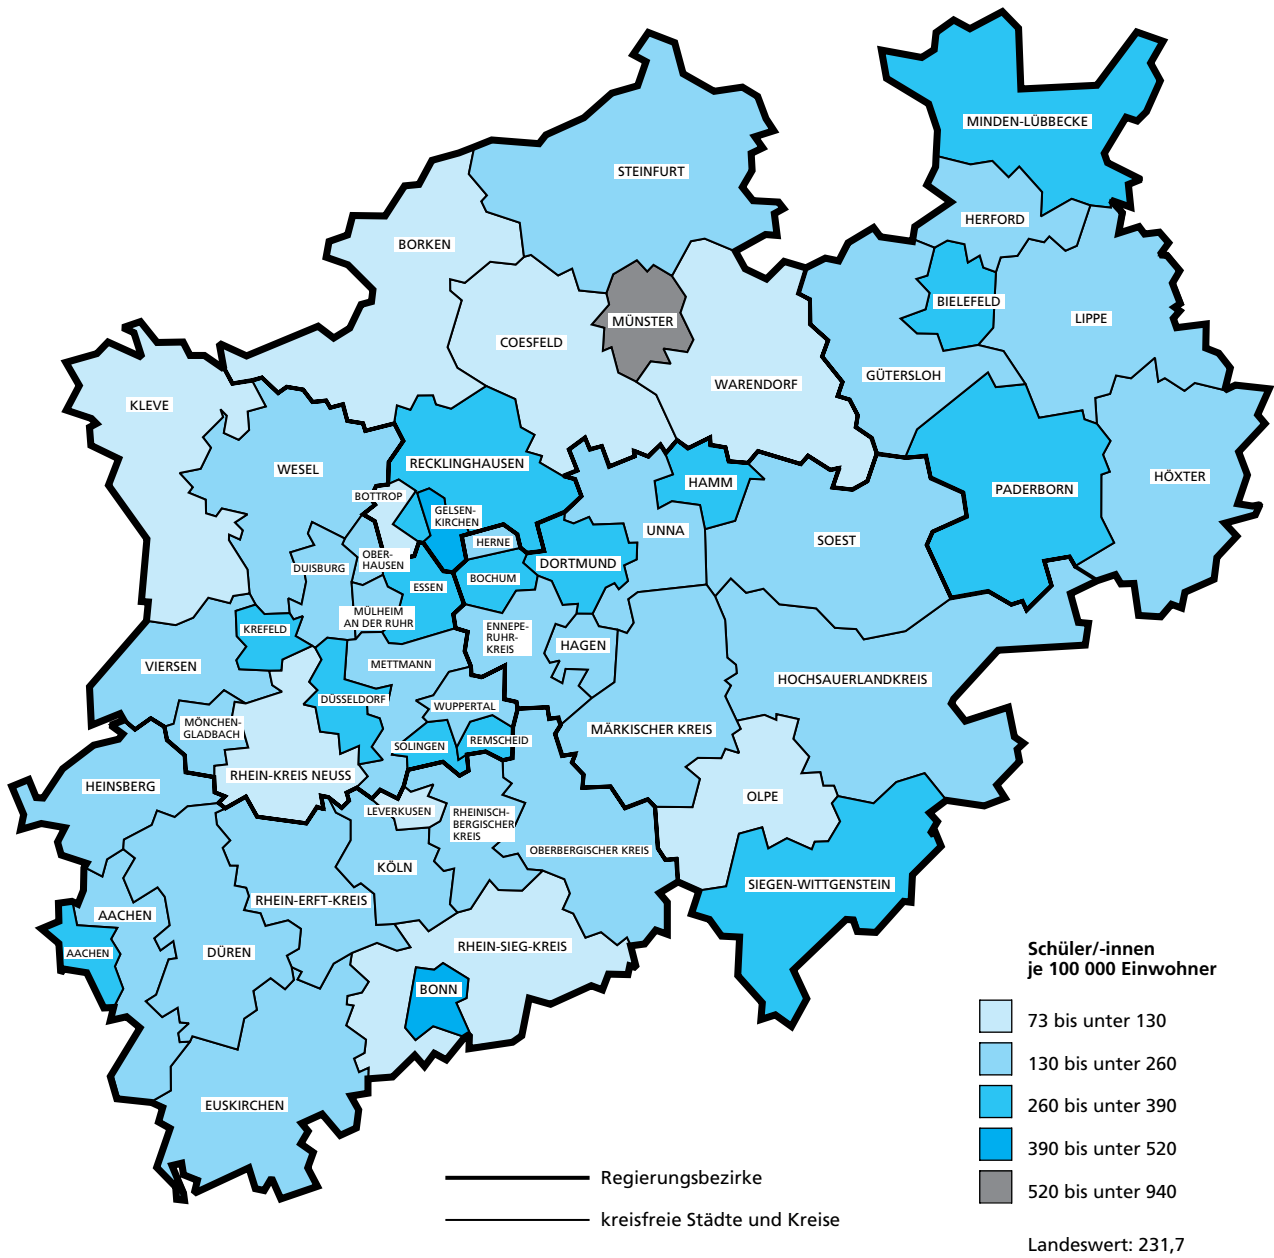 MINDEN-LÜBBECKE
STEINFURT
HERFORD
BORKEN
BIELEFELD
MÜNSTER
LIPPE
COESFELD
GÜTERSLOH
WARENDORF
KLEVE
RECKLINGHAUSEN
WESEL
HÖXTER
HAMM
PADERBORN
BOTTROP
GELSEN-
KIRCHEN
UNNA
SOEST
HERNE
OBER-
HAUSEN
DORTMUND
DUISBURG
BOCHUM
ESSEN
MÜLHEIM
AN DER RUHR
KREFELD
ENNEPE-
RUHR-
KREIS
HAGEN
VIERSEN
METTMANN
HOCHSAUERLANDKREIS
DÜSSELDORF
WUPPERTAL
MÖNCHEN-
GLADBACH
MÄRKISCHER KREIS
REMSCHEID
SOLINGEN
RHEIN-KREIS NEUSS
HEINSBERG
OLPE
LEVERKUSEN
RHEINISCH-
BERGISCHER
KREIS
OBERBERGISCHER KREIS
KÖLN
SIEGEN-WITTGENSTEIN
RHEIN-ERFT-KREIS
AACHEN
RHEIN-SIEG-KREIS
AACHEN
DÜREN
BONN
EUSKIRCHEN
Schüler/-innen
je 100 000 Einwohner
73 bis unter 130
130 bis unter 260
260 bis unter 390
390 bis unter 520
520 bis unter 940
Landeswert: 231,7
Regierungsbezirke
kreisfreie Städte und Kreise